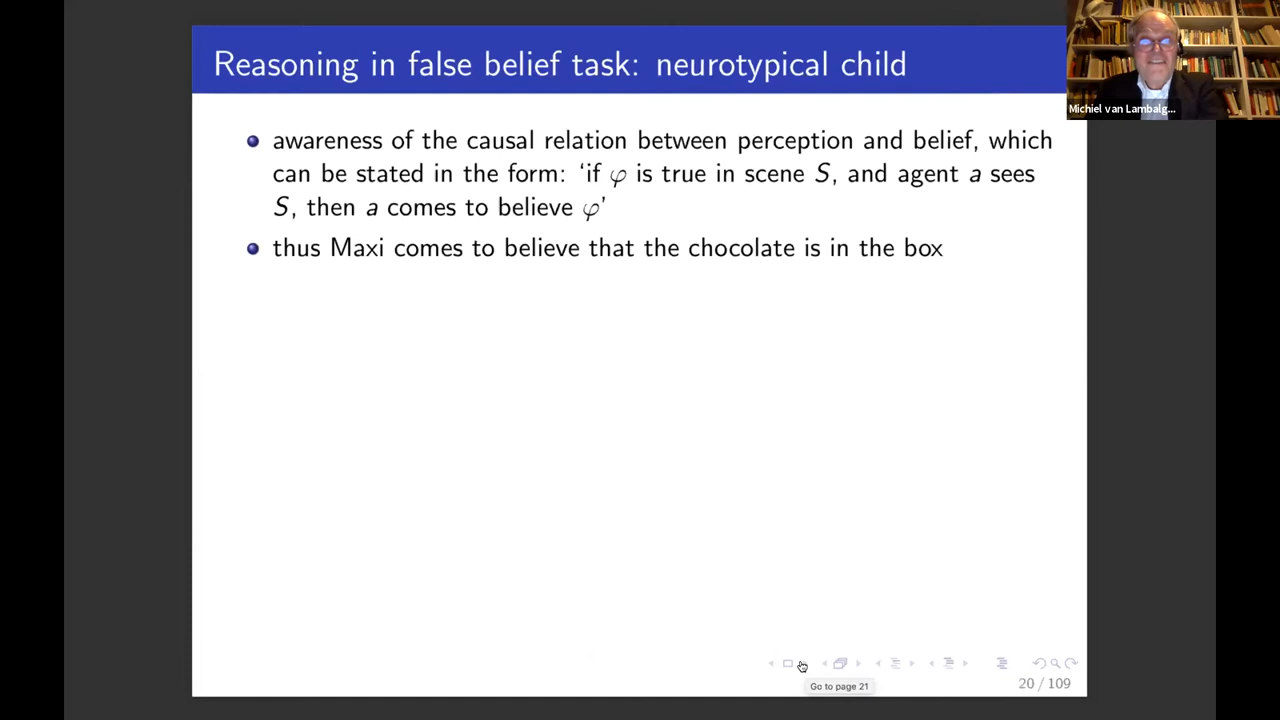 Reasoning in false belief task: neurotypical child
Michiel van Lambalg...
awareness of the causal relation between perception and belief, which
can be stated in the form: ‘if φ is true in scene S, and agent a sees
S, then a comes to believe φ’
thus Maxi comes to believe that the chocolate is in the box
Go to page 21
20 / 109